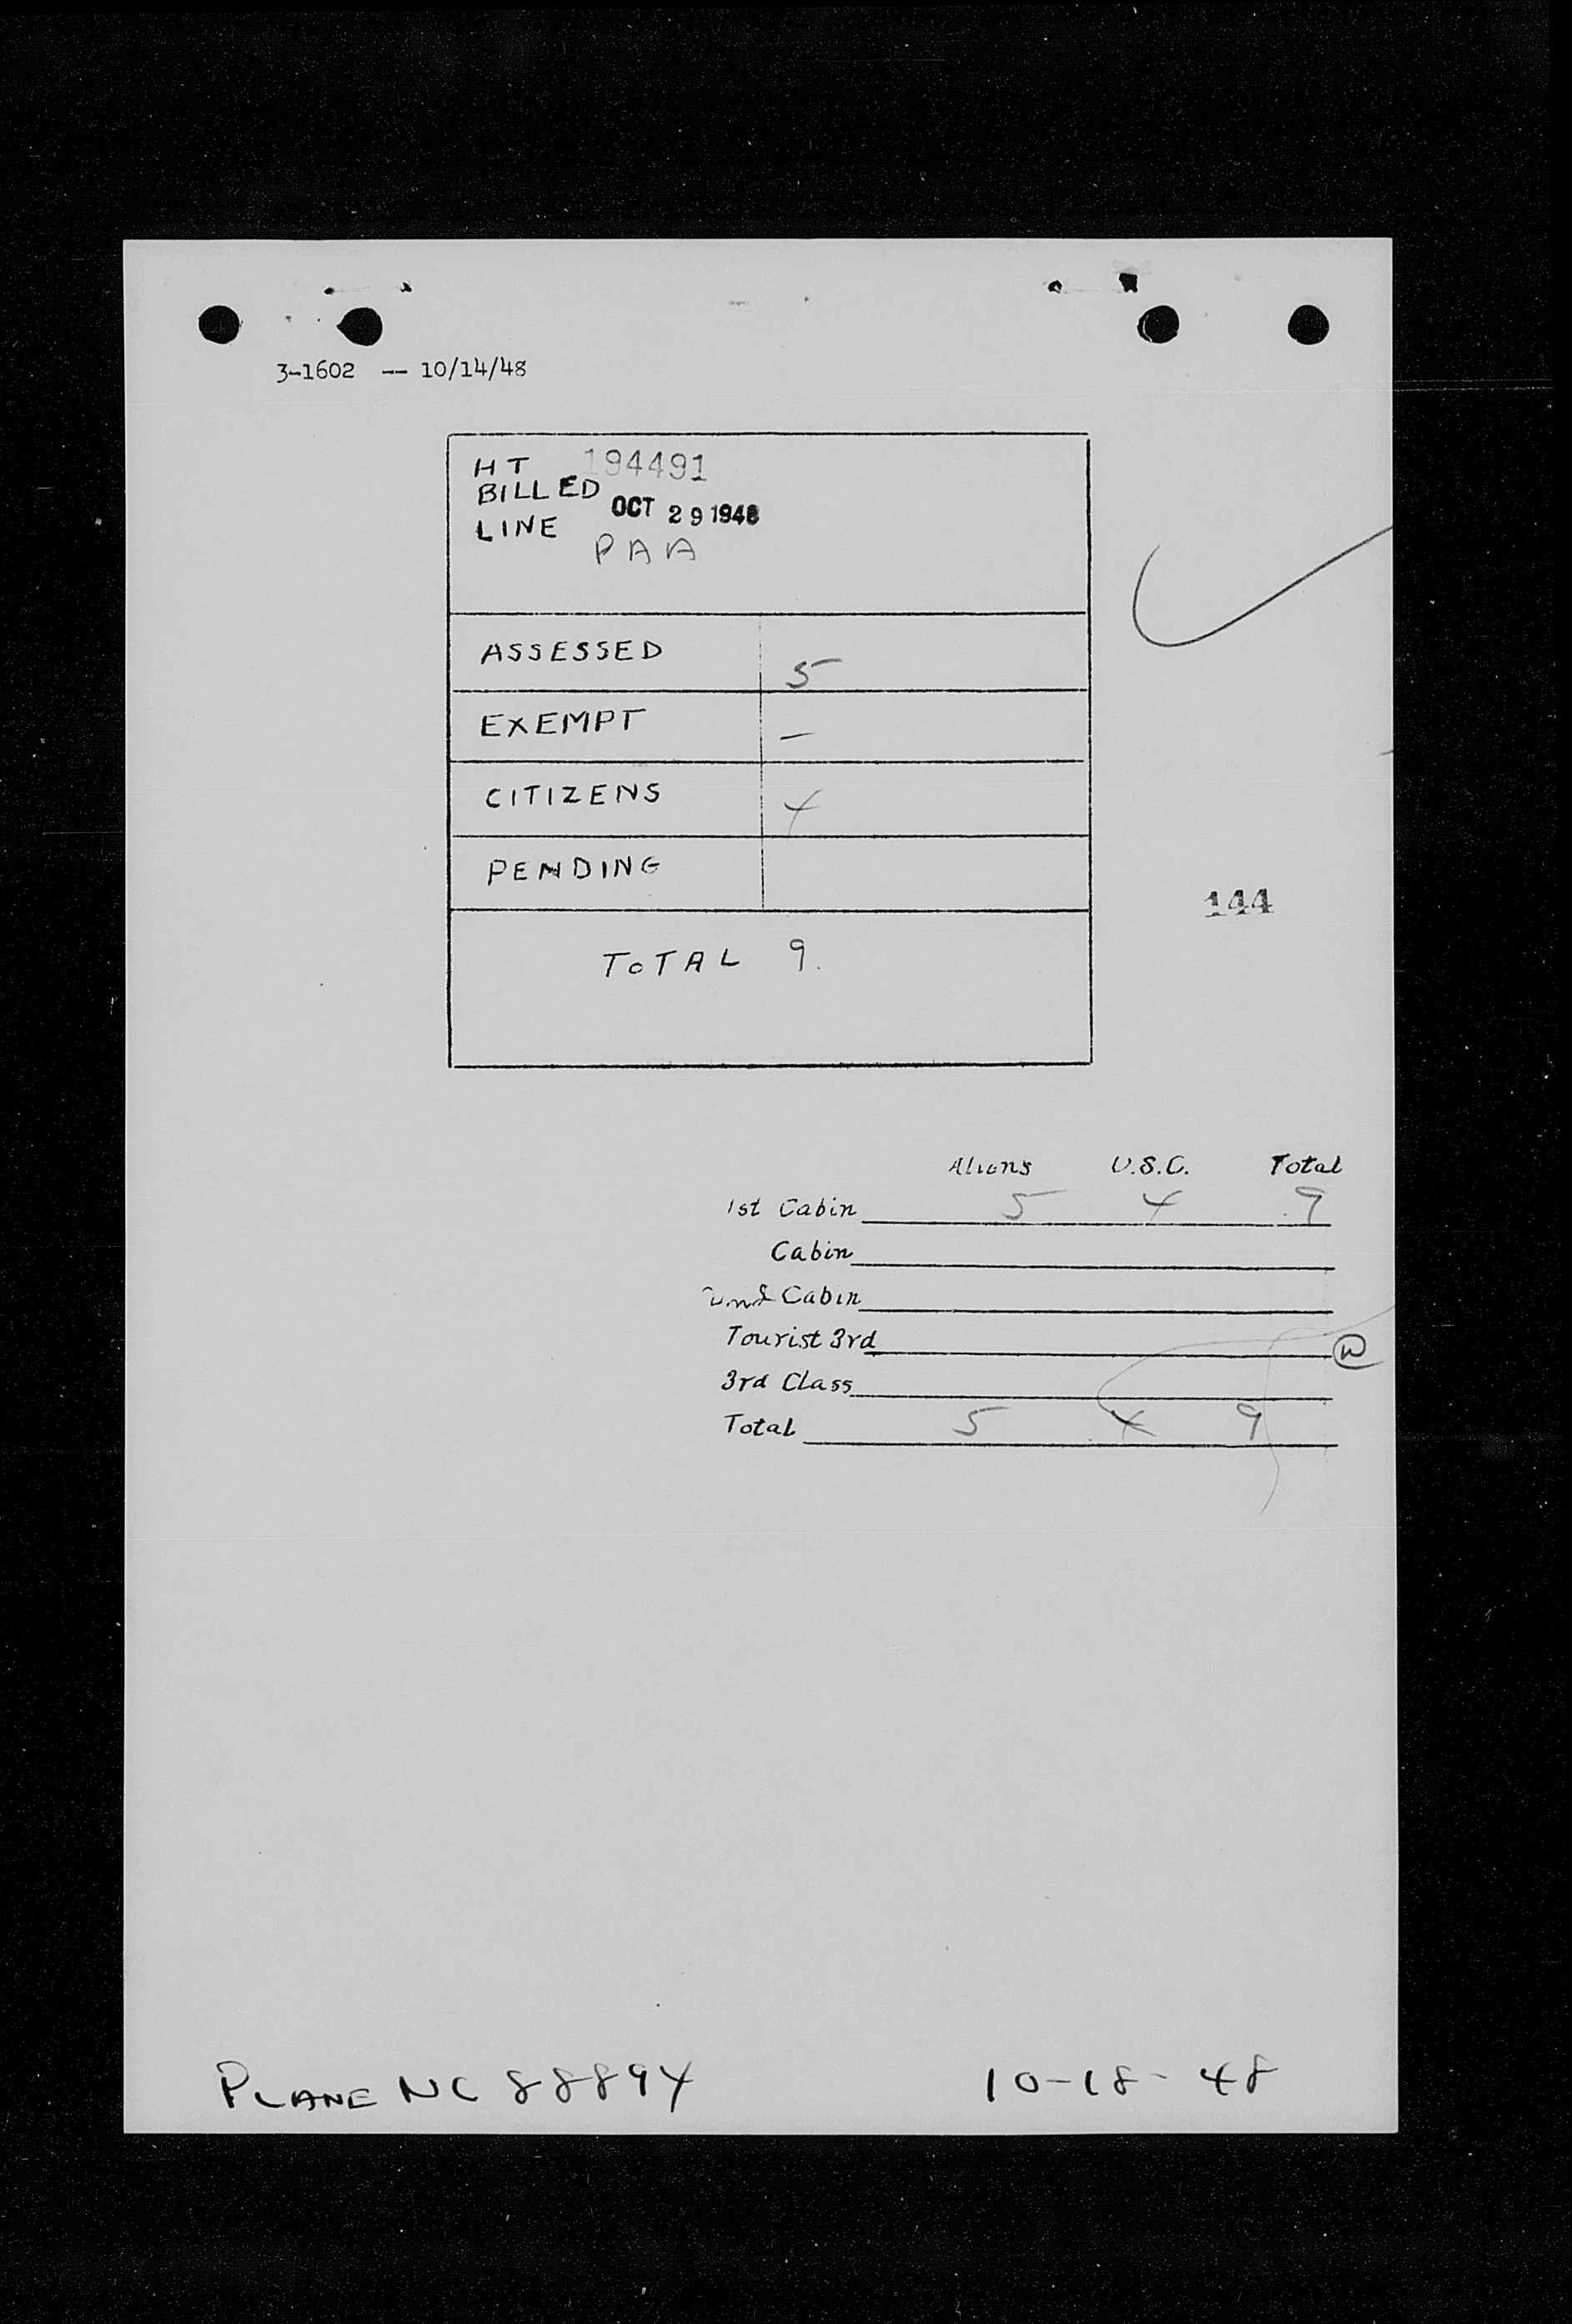 3-1602 -- 10/14/48
HT 194491
BILLED OCT 29 1948
LINE PAA
ASSESSED 5
EXEMPT —
CITIZENS 4
PENDING
144
TOTAL 9.
Aliens U.S.C. Total
1st Cabin 5 4 9
Cabin
Cabin
Tourist 3rd
W
3rd Class
Total 5 4 9
PLANE NC 88894 10-18-48